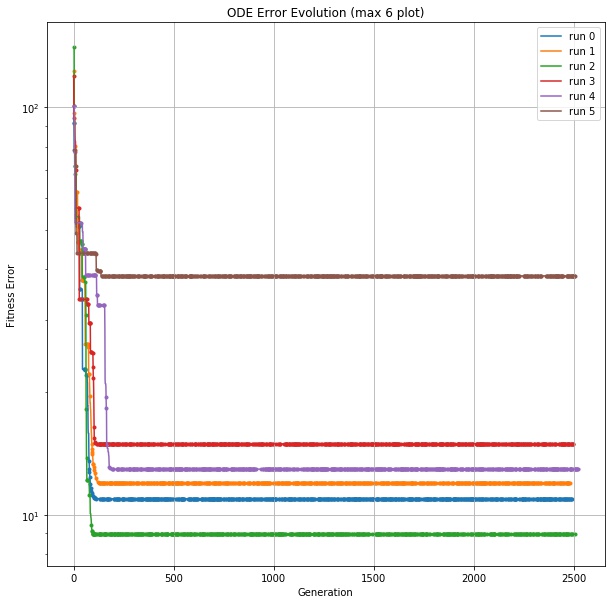 ODE Error Evolution (max 6 plot)
run 0
run 1
run 2
run 3
run 4
run 5
10²
Fitness Error
10¹
0 500 1000 1500 2000 2500
Generation